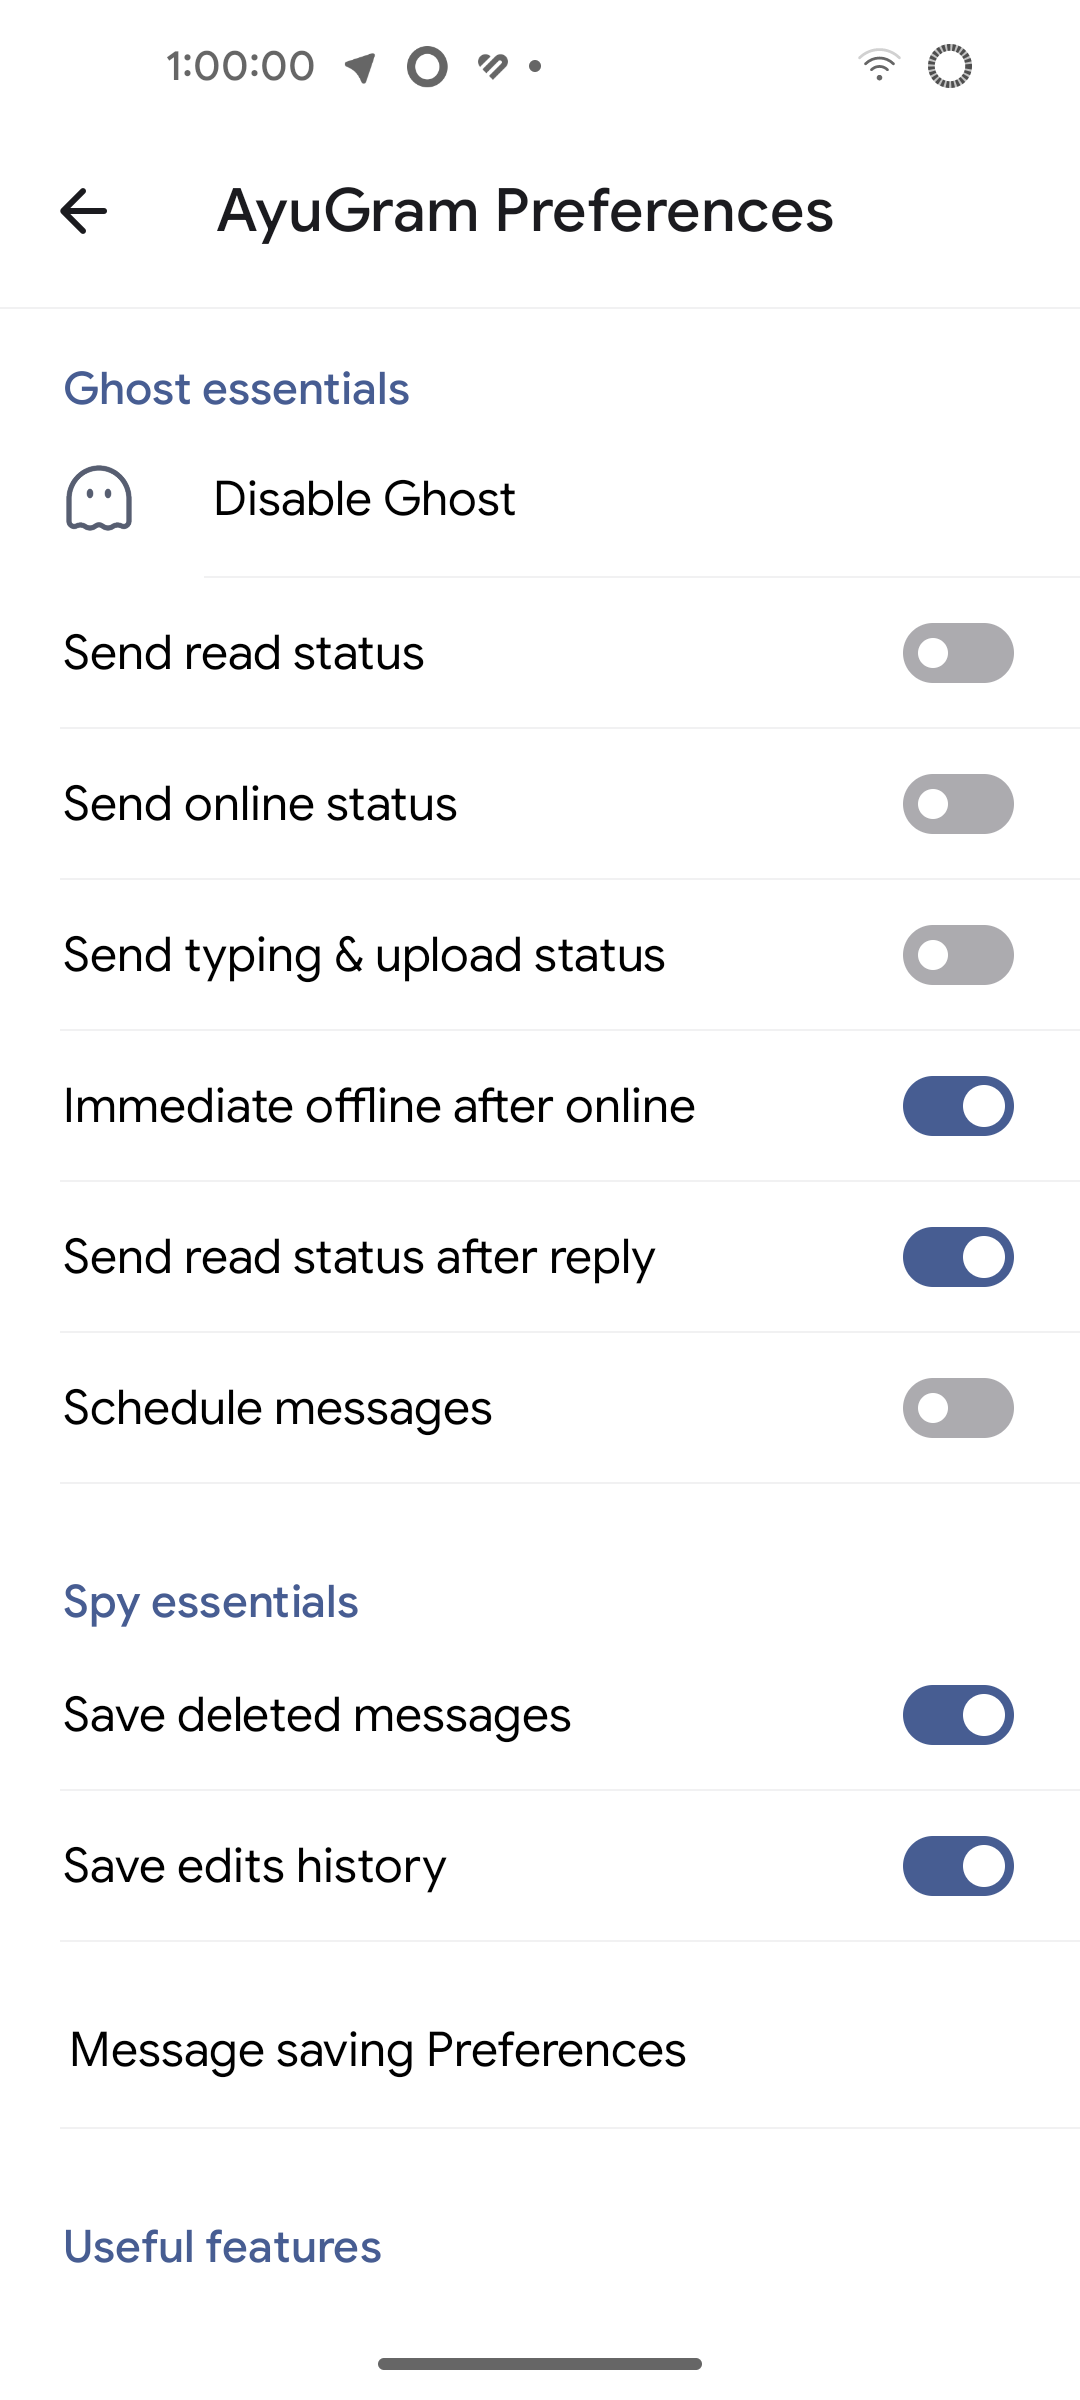 1:00:00
AyuGram Preferences
Ghost essentials
Disable Ghost
Send read status
Send online status
Send typing & upload status
Immediate offline after online
Send read status after reply
Schedule messages
Spy essentials
Save deleted messages
Save edits history
Message saving Preferences
Useful features